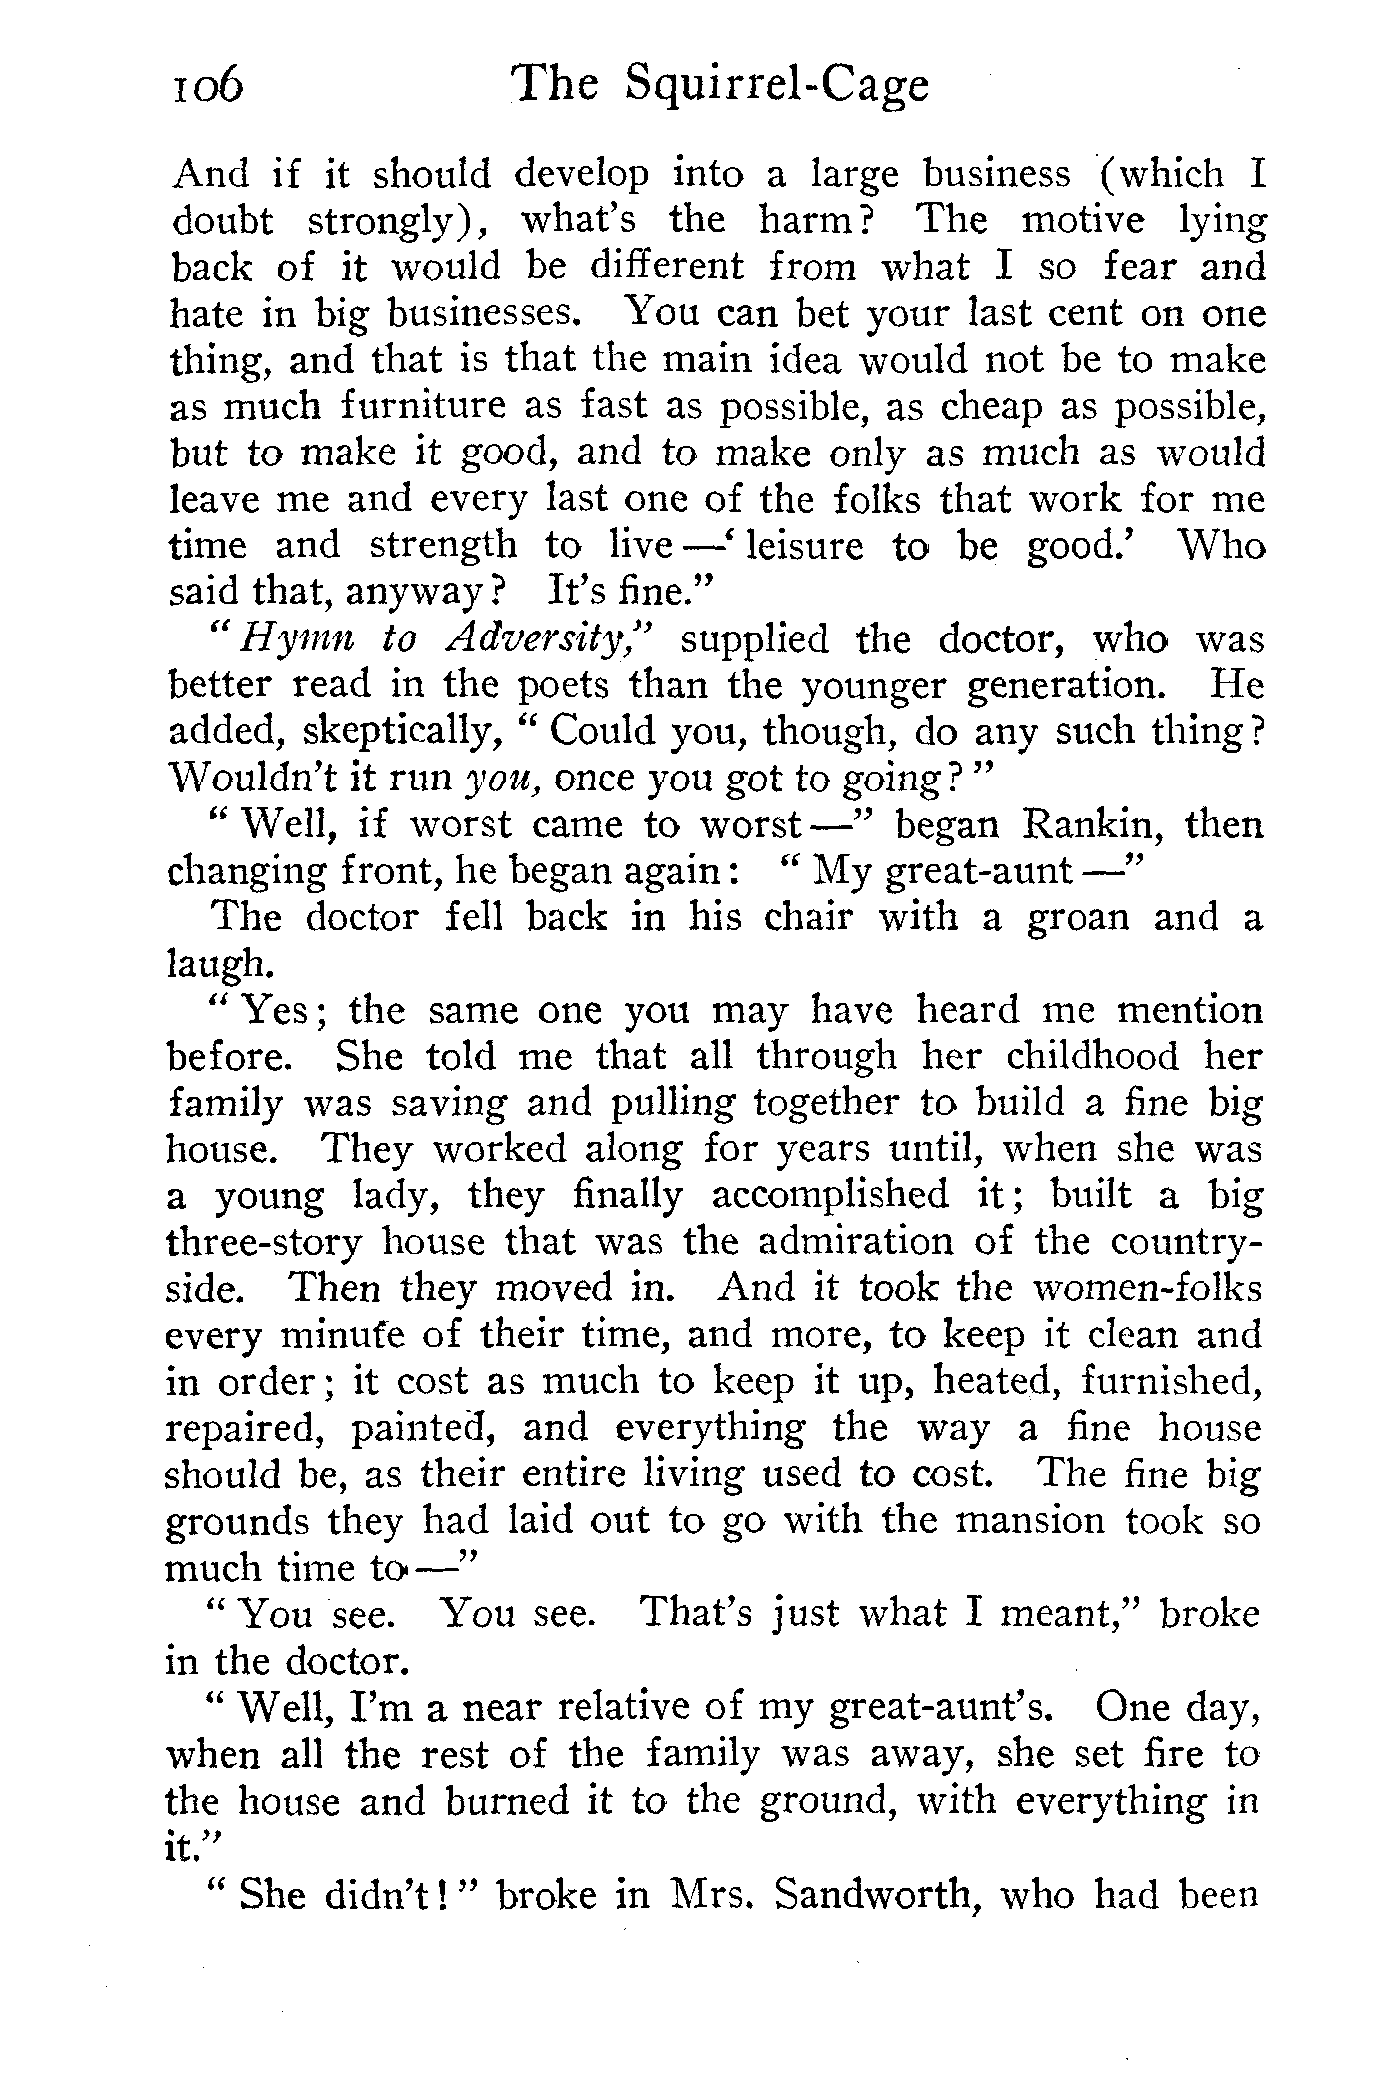 106 The Squirrel-Cage
And if it should develop into a large business (which I
doubt strongly), what's the harm? The motive lying
back of it would be different from what I so fear and
hate in big businesses. You can bet your last cent on one
thing, and that is that the main idea would not be to make
as much furniture as fast as possible, as cheap as possible,
but to make it good, and to make only as much as would
leave me and every last one of the folks that work for me
time and strength to live —‘ leisure to be good.’ Who
said that, anyway? It's fine.”
“ Hymn to Adversity,” supplied the doctor, who was
better read in the poets than the younger generation. He
added, skeptically, “ Could you, though, do any such thing?
Wouldn't it run you, once you got to going? ”
“ Well, if worst came to worst —” began Rankin, then
changing front, he began again: “ My great-aunt —”
The doctor fell back in his chair with a groan and a
laugh.
“ Yes; the same one you may have heard me mention
before. She told me that all through her childhood her
family was saving and pulling together to build a fine big
house. They worked along for years until, when she was
a young lady, they finally accomplished it; built a big
three-story house that was the admiration of the country-
side. Then they moved in. And it took the women-folks
every minute of their time, and more, to keep it clean and
in order; it cost as much to keep it up, heated, furnished,
repaired, painted, and everything the way a fine house
should be, as their entire living used to cost. The fine big
grounds they had laid out to go with the mansion took so
much time to —”
“ You see. You see. That's just what I meant,” broke
in the doctor.
“ Well, I'm a near relative of my great-aunt's. One day,
when all the rest of the family was away, she set fire to
the house and burned it to the ground, with everything in
it.”
“ She didn't! ” broke in Mrs. Sandworth, who had been